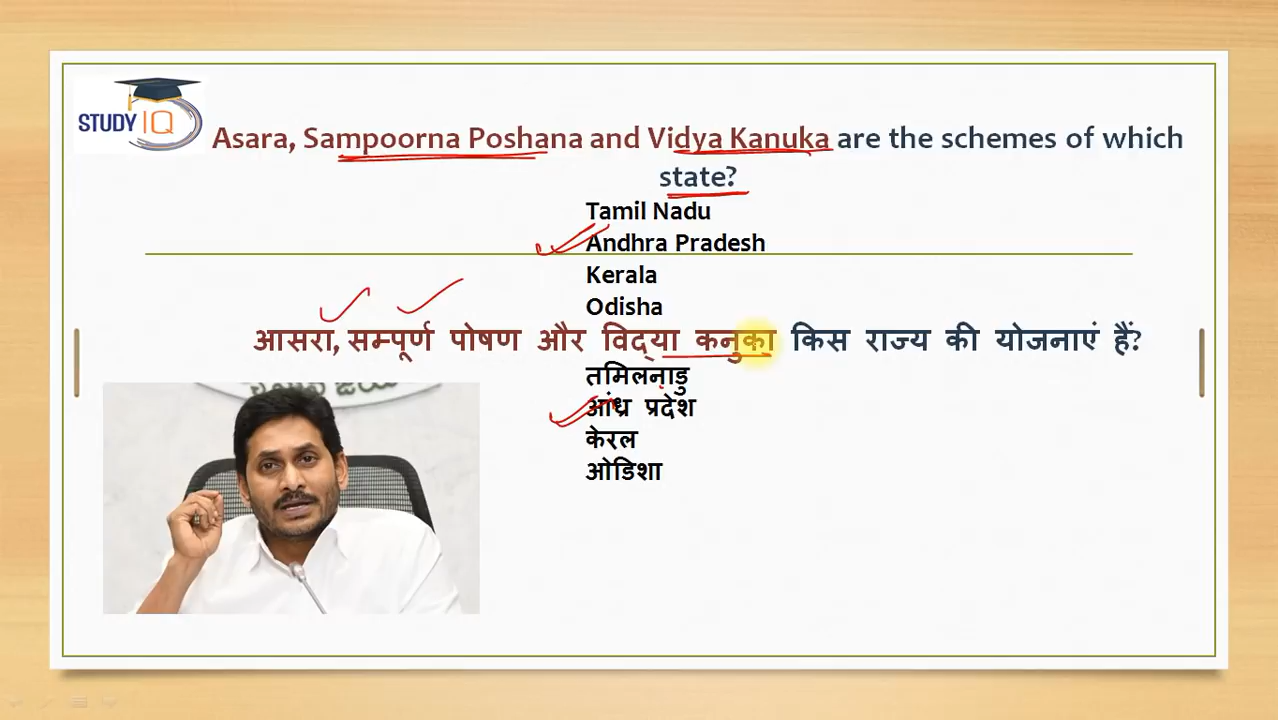 STUDY IQ
Asara, Sampoorna Poshana and Vidya Kanuka are the schemes of which
state?
Tamil Nadu
Andhra Pradesh
Kerala
Odisha
आसरा, सम्पूर्ण पोषण और विद्या कनुका किस राज्य की योजनाएं हैं?
तमिलनाडु
आंध्र प्रदेश
केरल
ओडिशा